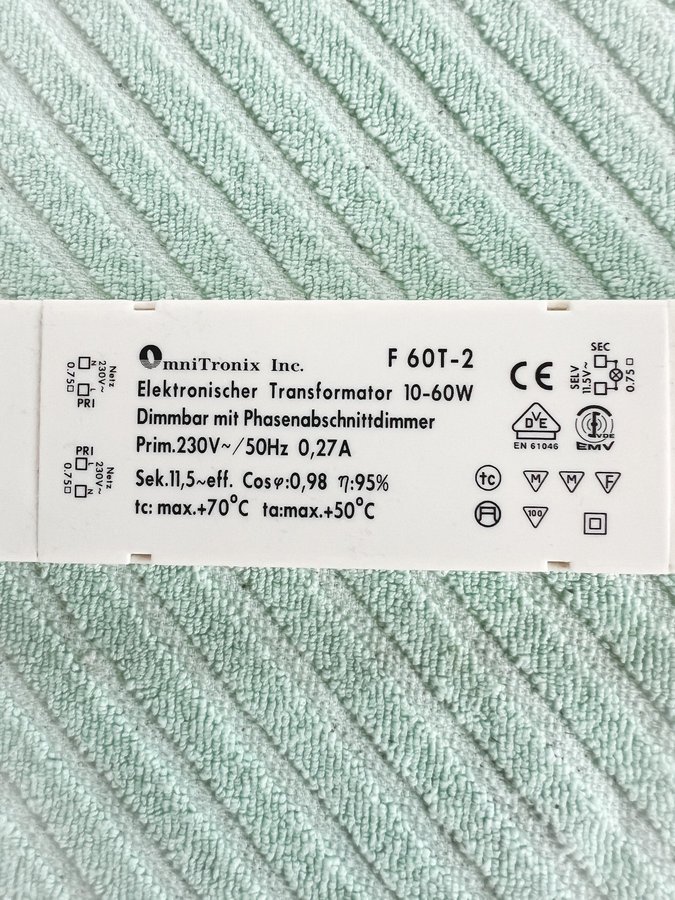 OmniTronix Inc. F 60T-2
Elektronischer Transformator 10-60W
Dimmbar mit Phasenabschnittdimmer
Prim.230V~/50Hz 0,27A
Sek.11,5~eff. Cosφ:0,98 η:95%
tc: max.+70°C ta:max.+50°C
Netz
230V~
N
L
0.75
PRI
PRI
L
N
Netz
230V~
0.75
CE
SEC
SELV
11.5V~
0.75
DVE
EN 61046
VDE
EMV
tc
M
M
F
100